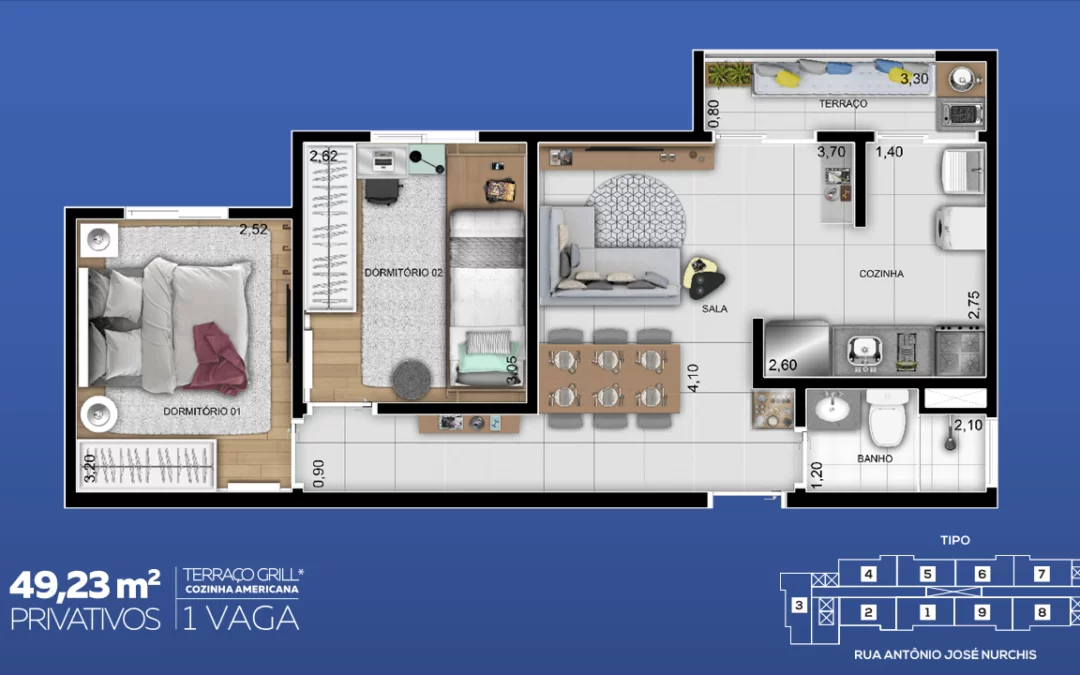 3,30
0,80
TERRAÇO
2,62
3,70
1,40
2,52
DORMITÓRIO 02
COZINHA
SALA
2,75
3,05
2,60
4,10
DORMITÓRIO 01
2,10
3,20
0,90
BANHO
1,20
49,23 m²
PRIVATIVOS
TERRAÇO GRILL*
COZINHA AMERICANA
1 VAGA
TIPO
4 5 6 7
3 2 1 9 8
RUA ANTÔNIO JOSÉ NURCHIS